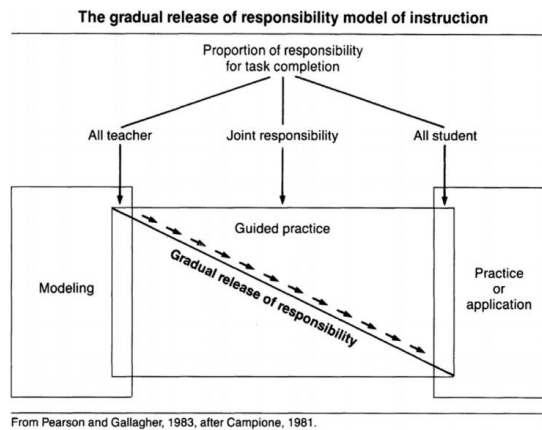 The gradual release of responsibility model of instruction
Proportion of responsibility
for task completion
All teacher
Joint responsibility
All student
Guided practice
Gradual release of responsibility
Modeling
Practice
or
application
From Pearson and Gallagher, 1983, after Campione, 1981.